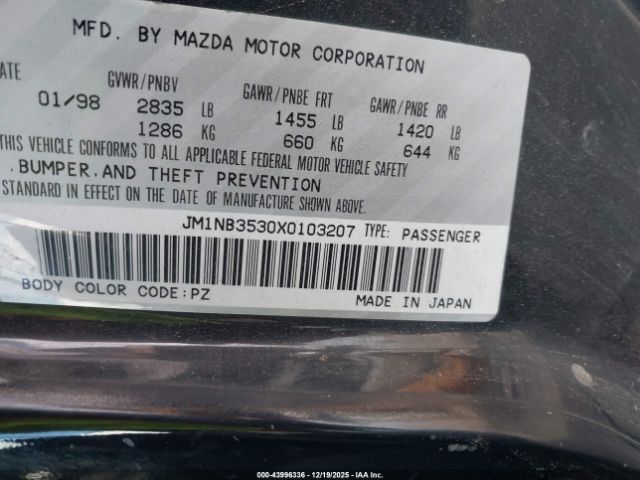 MFD. BY MAZDA MOTOR CORPORATION
ATE GVWR/PNBV GAWR/PNBE FRT GAWR/PNBE RR
01/98 2835 LB 1455 LB 1420 LB
1286 KG 660 KG 644 KG
THIS VEHICLE CONFORMS TO ALL APPLICABLE FEDERAL MOTOR VEHICLE SAFETY
. BUMPER.AND THEFT PREVENTION
STANDARD IN EFFECT ON THE DATE OF MANUFACTURE SHOWN ABOVE.
JM1NB3530X0103207 TYPE: PASSENGER
BODY COLOR CODE:PZ MADE IN JAPAN
000-43996336 - 12/19/2025 - IAA Inc.